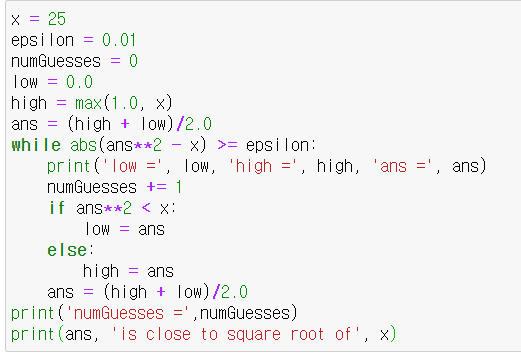 x = 25
epsilon = 0.01
numGuesses = 0
low = 0.0
high = max(1.0, x)
ans = (high + low)/2.0
while abs(ans**2 - x) >= epsilon:
    print('low =', low, 'high =', high, 'ans =', ans)
    numGuesses += 1
    if ans**2 < x:
        low = ans
    else:
        high = ans
    ans = (high + low)/2.0
print('numGuesses =',numGuesses)
print(ans, 'is close to square root of', x)